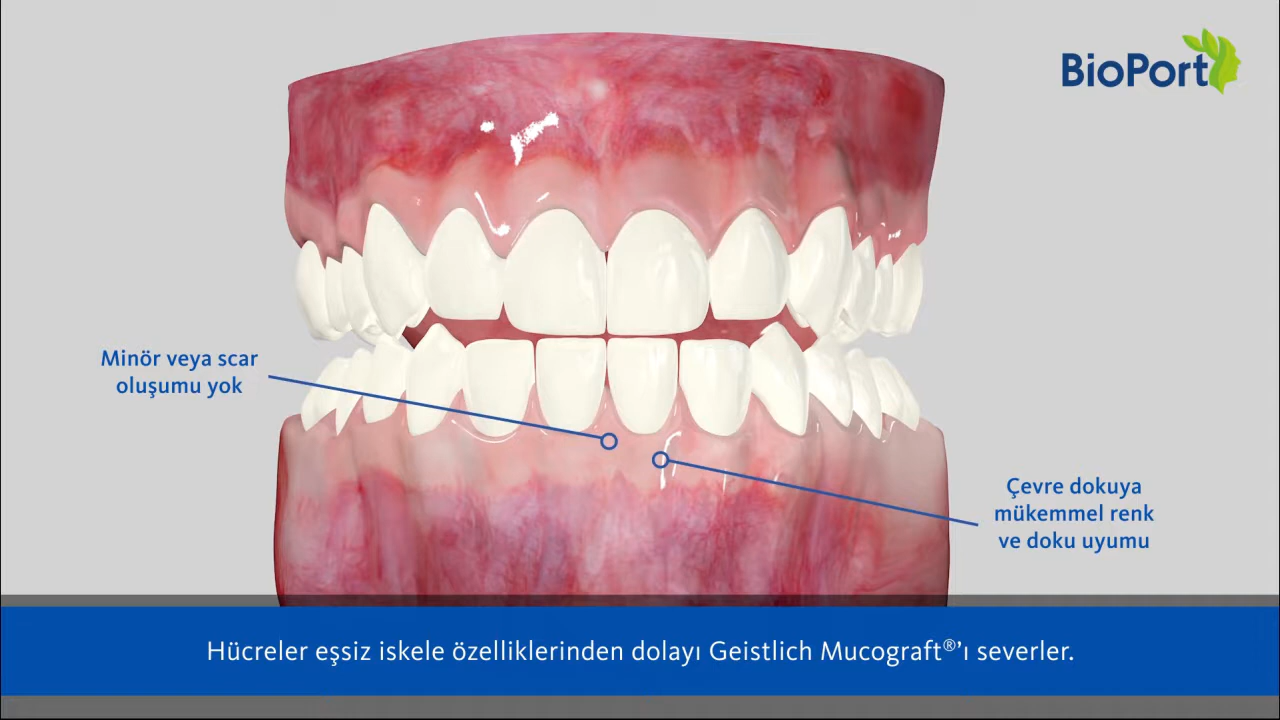 BioPort
Minör veya scar
oluşumu yok
Çevre dokuya
mükemmel renk
ve doku uyumu
Hücreler eşsiz iskele özelliklerinden dolayı Geistlich Mucograft®’ı severler.